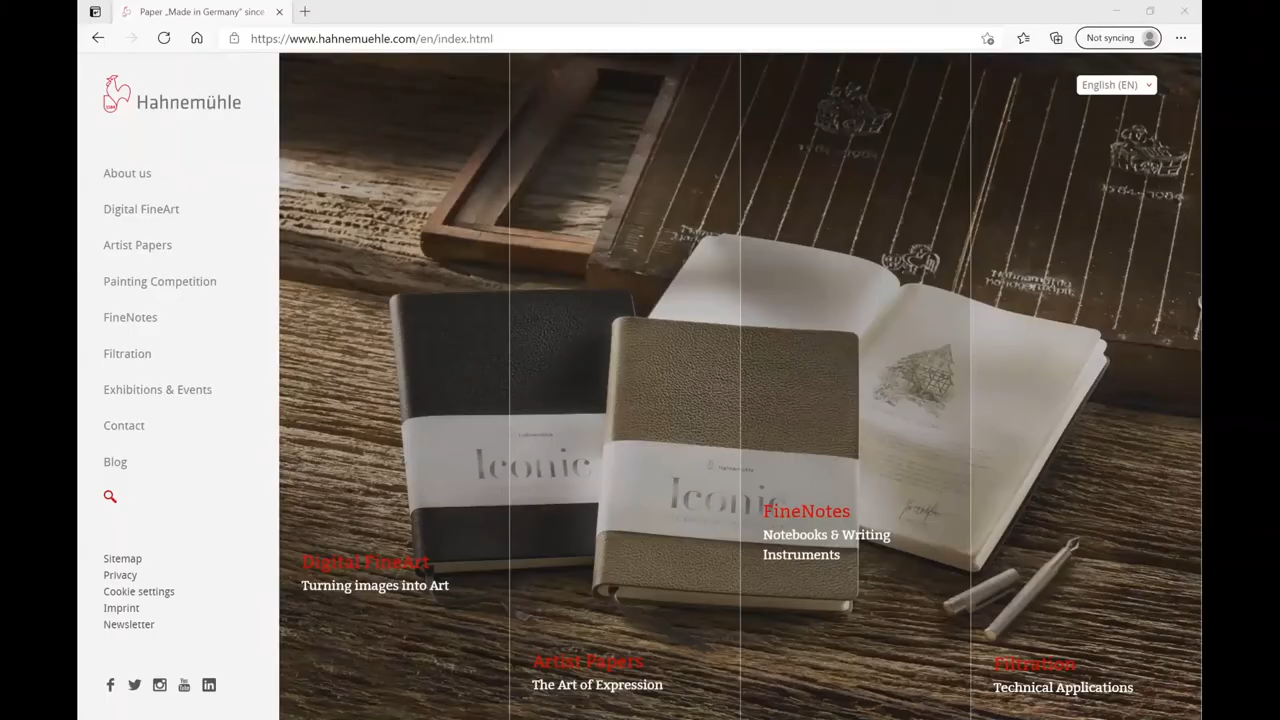 Paper „Made in Germany" since
https://www.hahnemuehle.com/en/index.html
Not syncing
Hahnemühle
English (EN)
About us
Digital FineArt
Artist Papers
Painting Competition
FineNotes
Filtration
Exhibitions & Events
Contact
Blog
Sitemap
Privacy
Cookie settings
Imprint
Newsletter
Iconic
Hahnemühle
Iconic
FineNotes
Notebooks & Writing
Instruments
Digital FineArt
Turning images into Art
Artist Papers
The Art of Expression
Filtration
Technical Applications